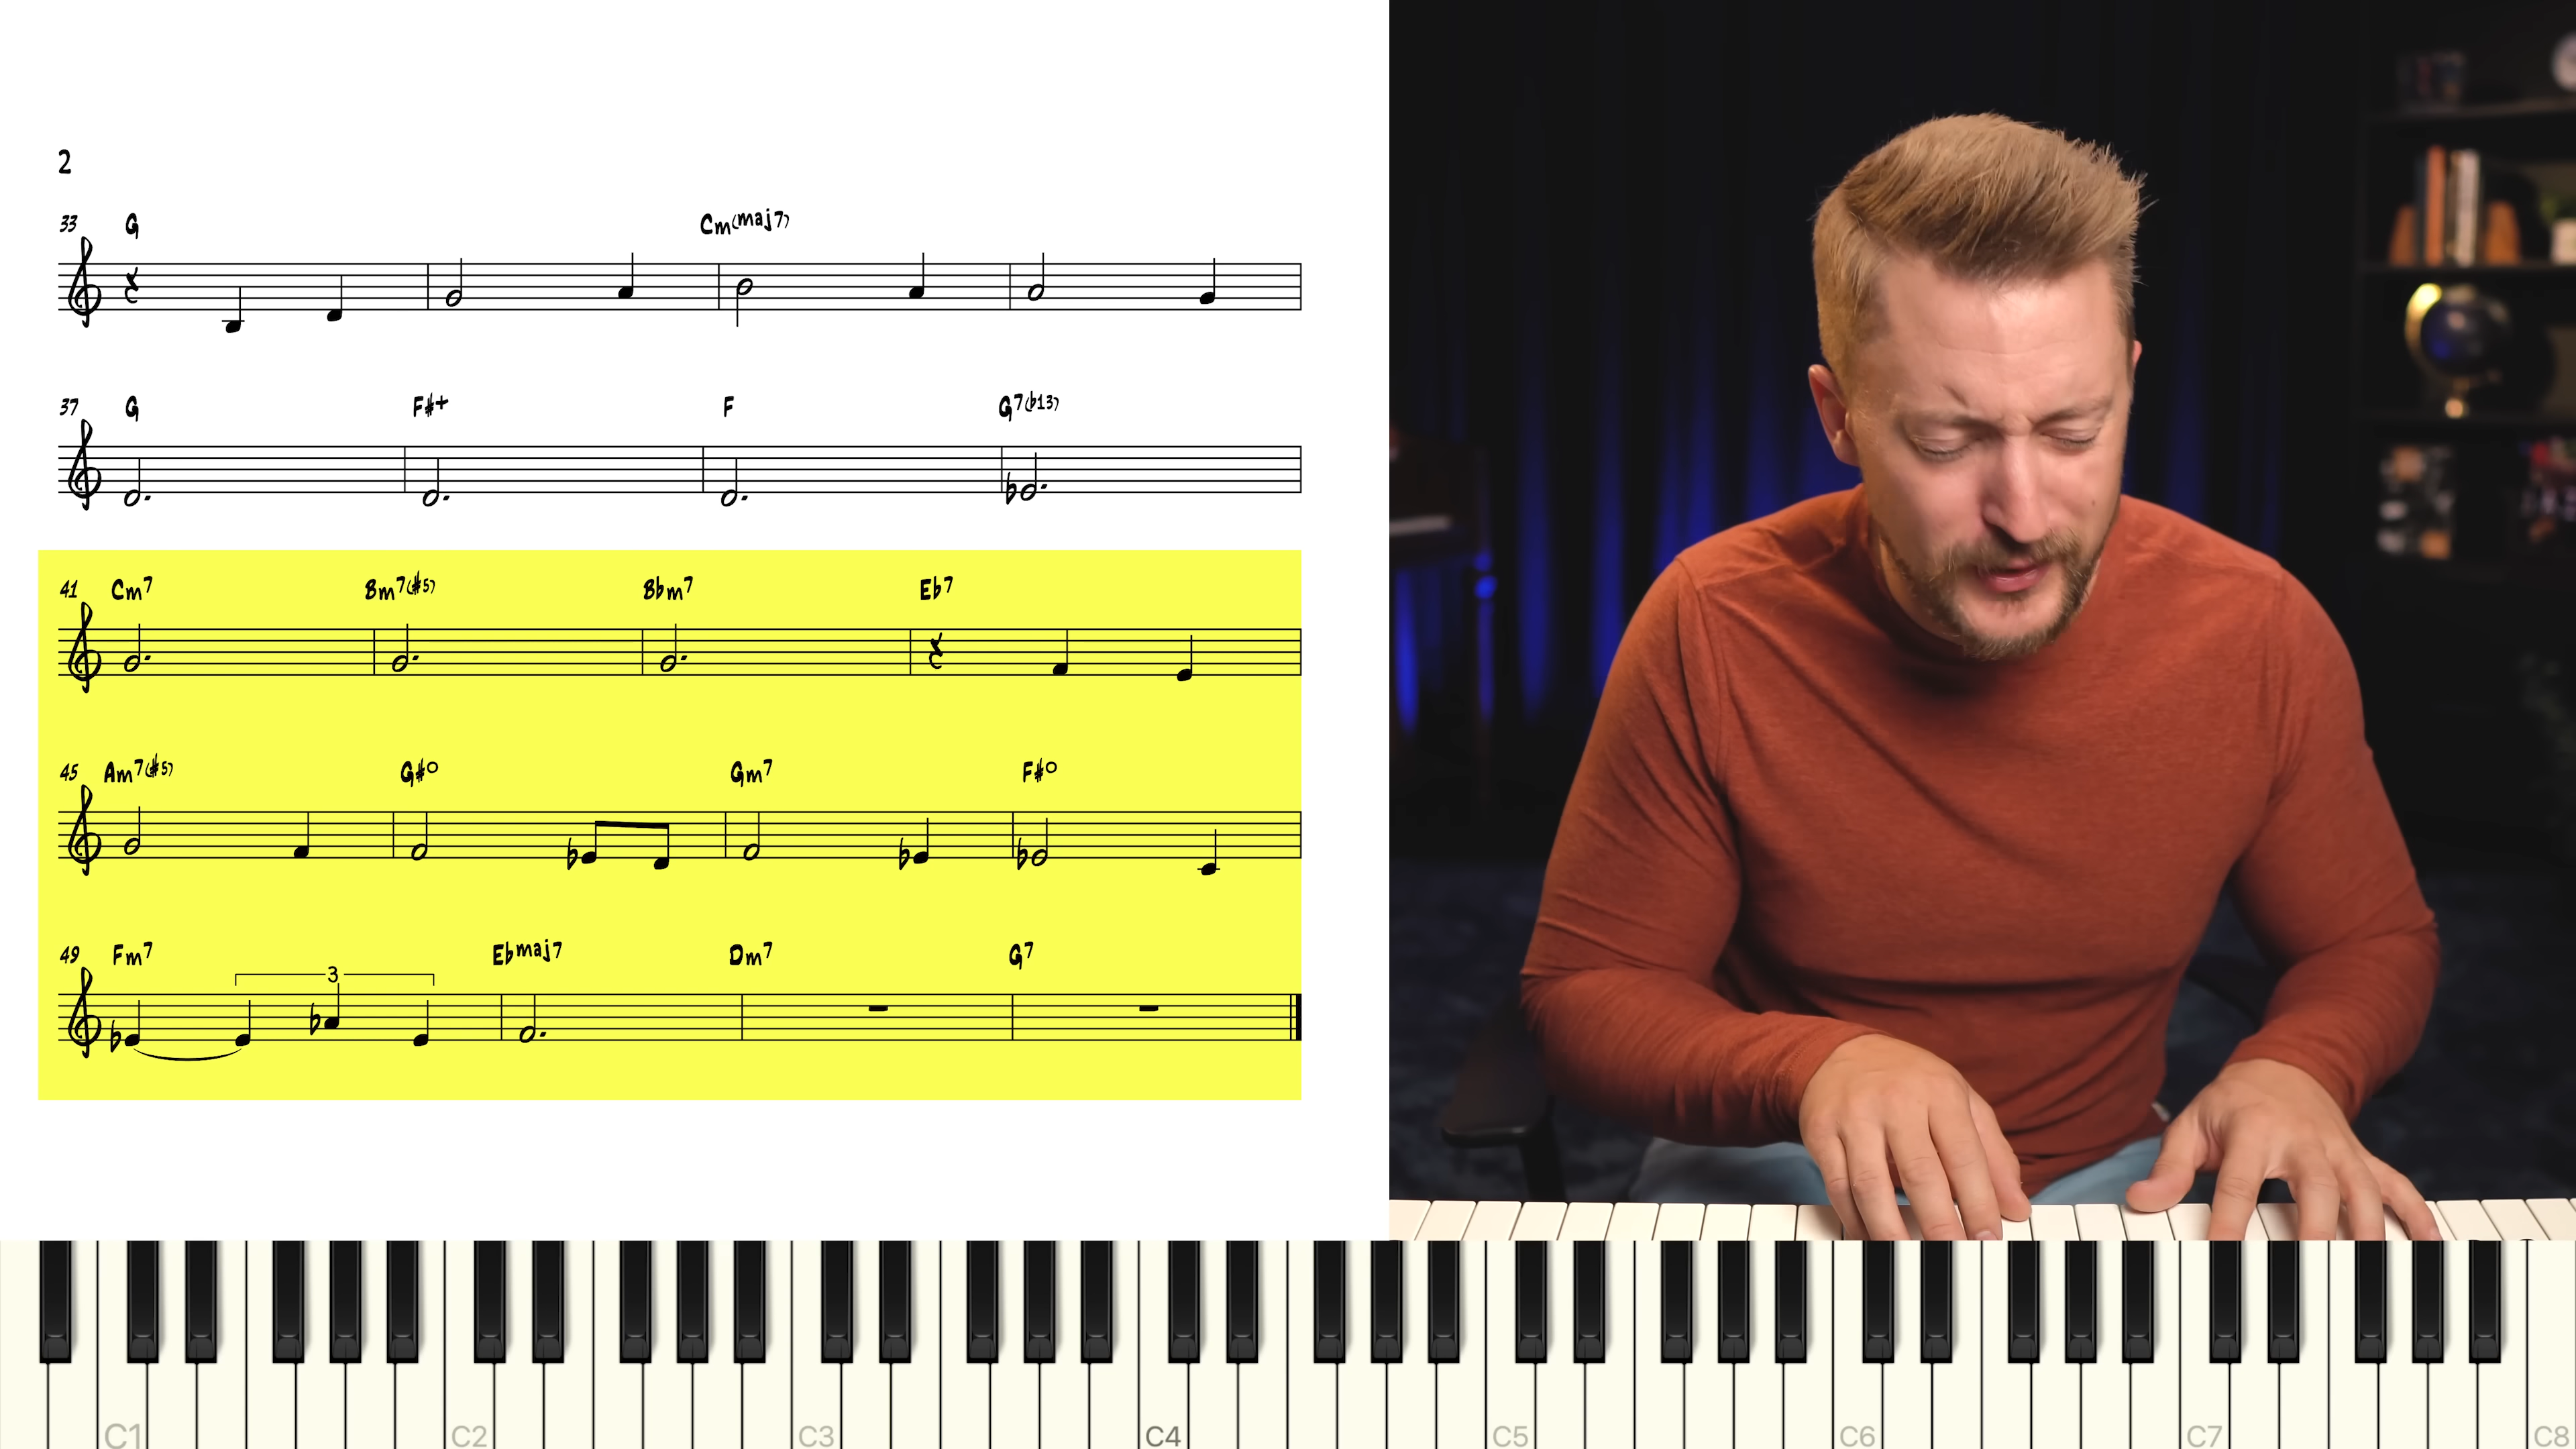 2
33 G Cm(maj7)
37 G F#+ F G7(b13)
41 Cm7 Bm7(#5) Bbm7 Eb7
45 Am7(#5) G#o Gm7 F#o
49 Fm7 Ebmaj7 Dm7 G7
3
C1 C2 C3 C4 C5 C6 C7 C8